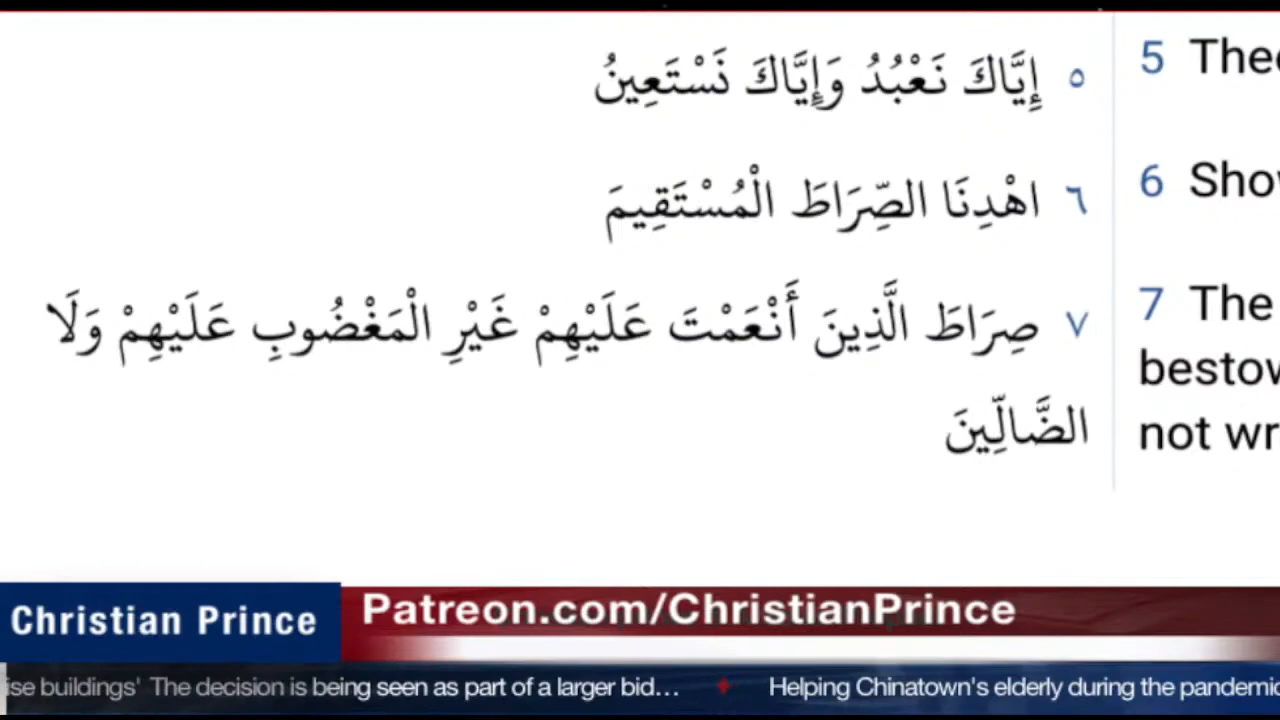 ٥ إِيَّاكَ نَعْبُدُ وَإِيَّاكَ نَسْتَعِينُ
٦ اهْدِنَا الصِّرَاطَ الْمُسْتَقِيمَ
٧ صِرَاطَ الَّذِينَ أَنْعَمْتَ عَلَيْهِمْ غَيْرِ الْمَغْضُوبِ عَلَيْهِمْ وَلَا
الضَّالِّينَ
5 Thee
6 Show
7 The
bestow
not wr
Christian Prince
Patreon.com/ChristianPrince
ise buildings' The decision is being seen as part of a larger bid... Helping Chinatown's elderly during the pandemic